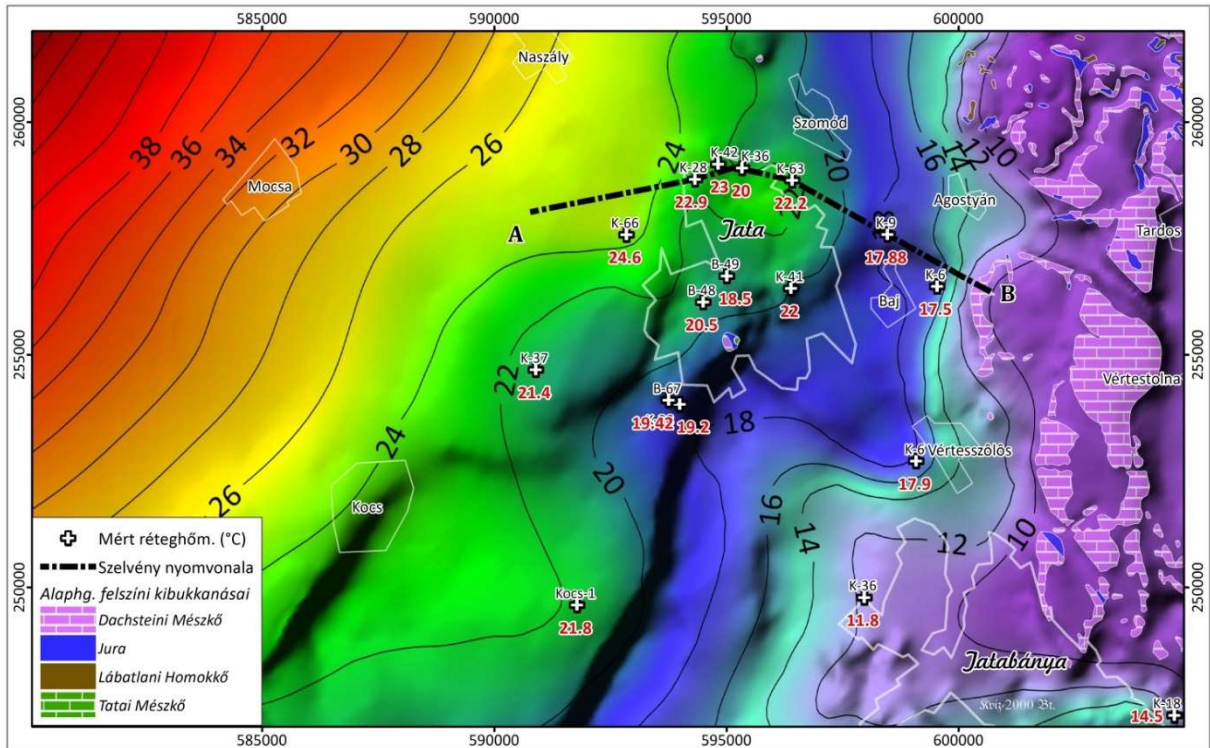 585000
590000
595000
600000
260000
255000
250000
260000
255000
250000
Naszály
Szomód
Mocsa
38
36
34
32
30
28
26
24
20
16
14
12
10
K-42
K-36
K-28
K-63
23
20
22.9
22.2
Agostyán
A
K-66
24.6
Tata
K-9
17.88
Tardos
B-49
18.5
K-41
22
K-6
17.5
B
B-48
20.5
Baj
K-37
21.4
22
Vértestolna
B-67
19.2
18
24
26
Kocs
20
K-6
17.9
Vértesszőlős
16
14
12
10
Kocs-1
21.8
K-36
11.8
Tatabánya
Kvíz-2000 Bt.
K-18
14.5
Mért réteghőm. (°C)
Szelvény nyomvonala
Alaphg. felszíni kibukkanásai
Dachsteini Mészkő
Jura
Lábatlani Homokkő
Tatai Mészkő
585000
590000
595000
600000